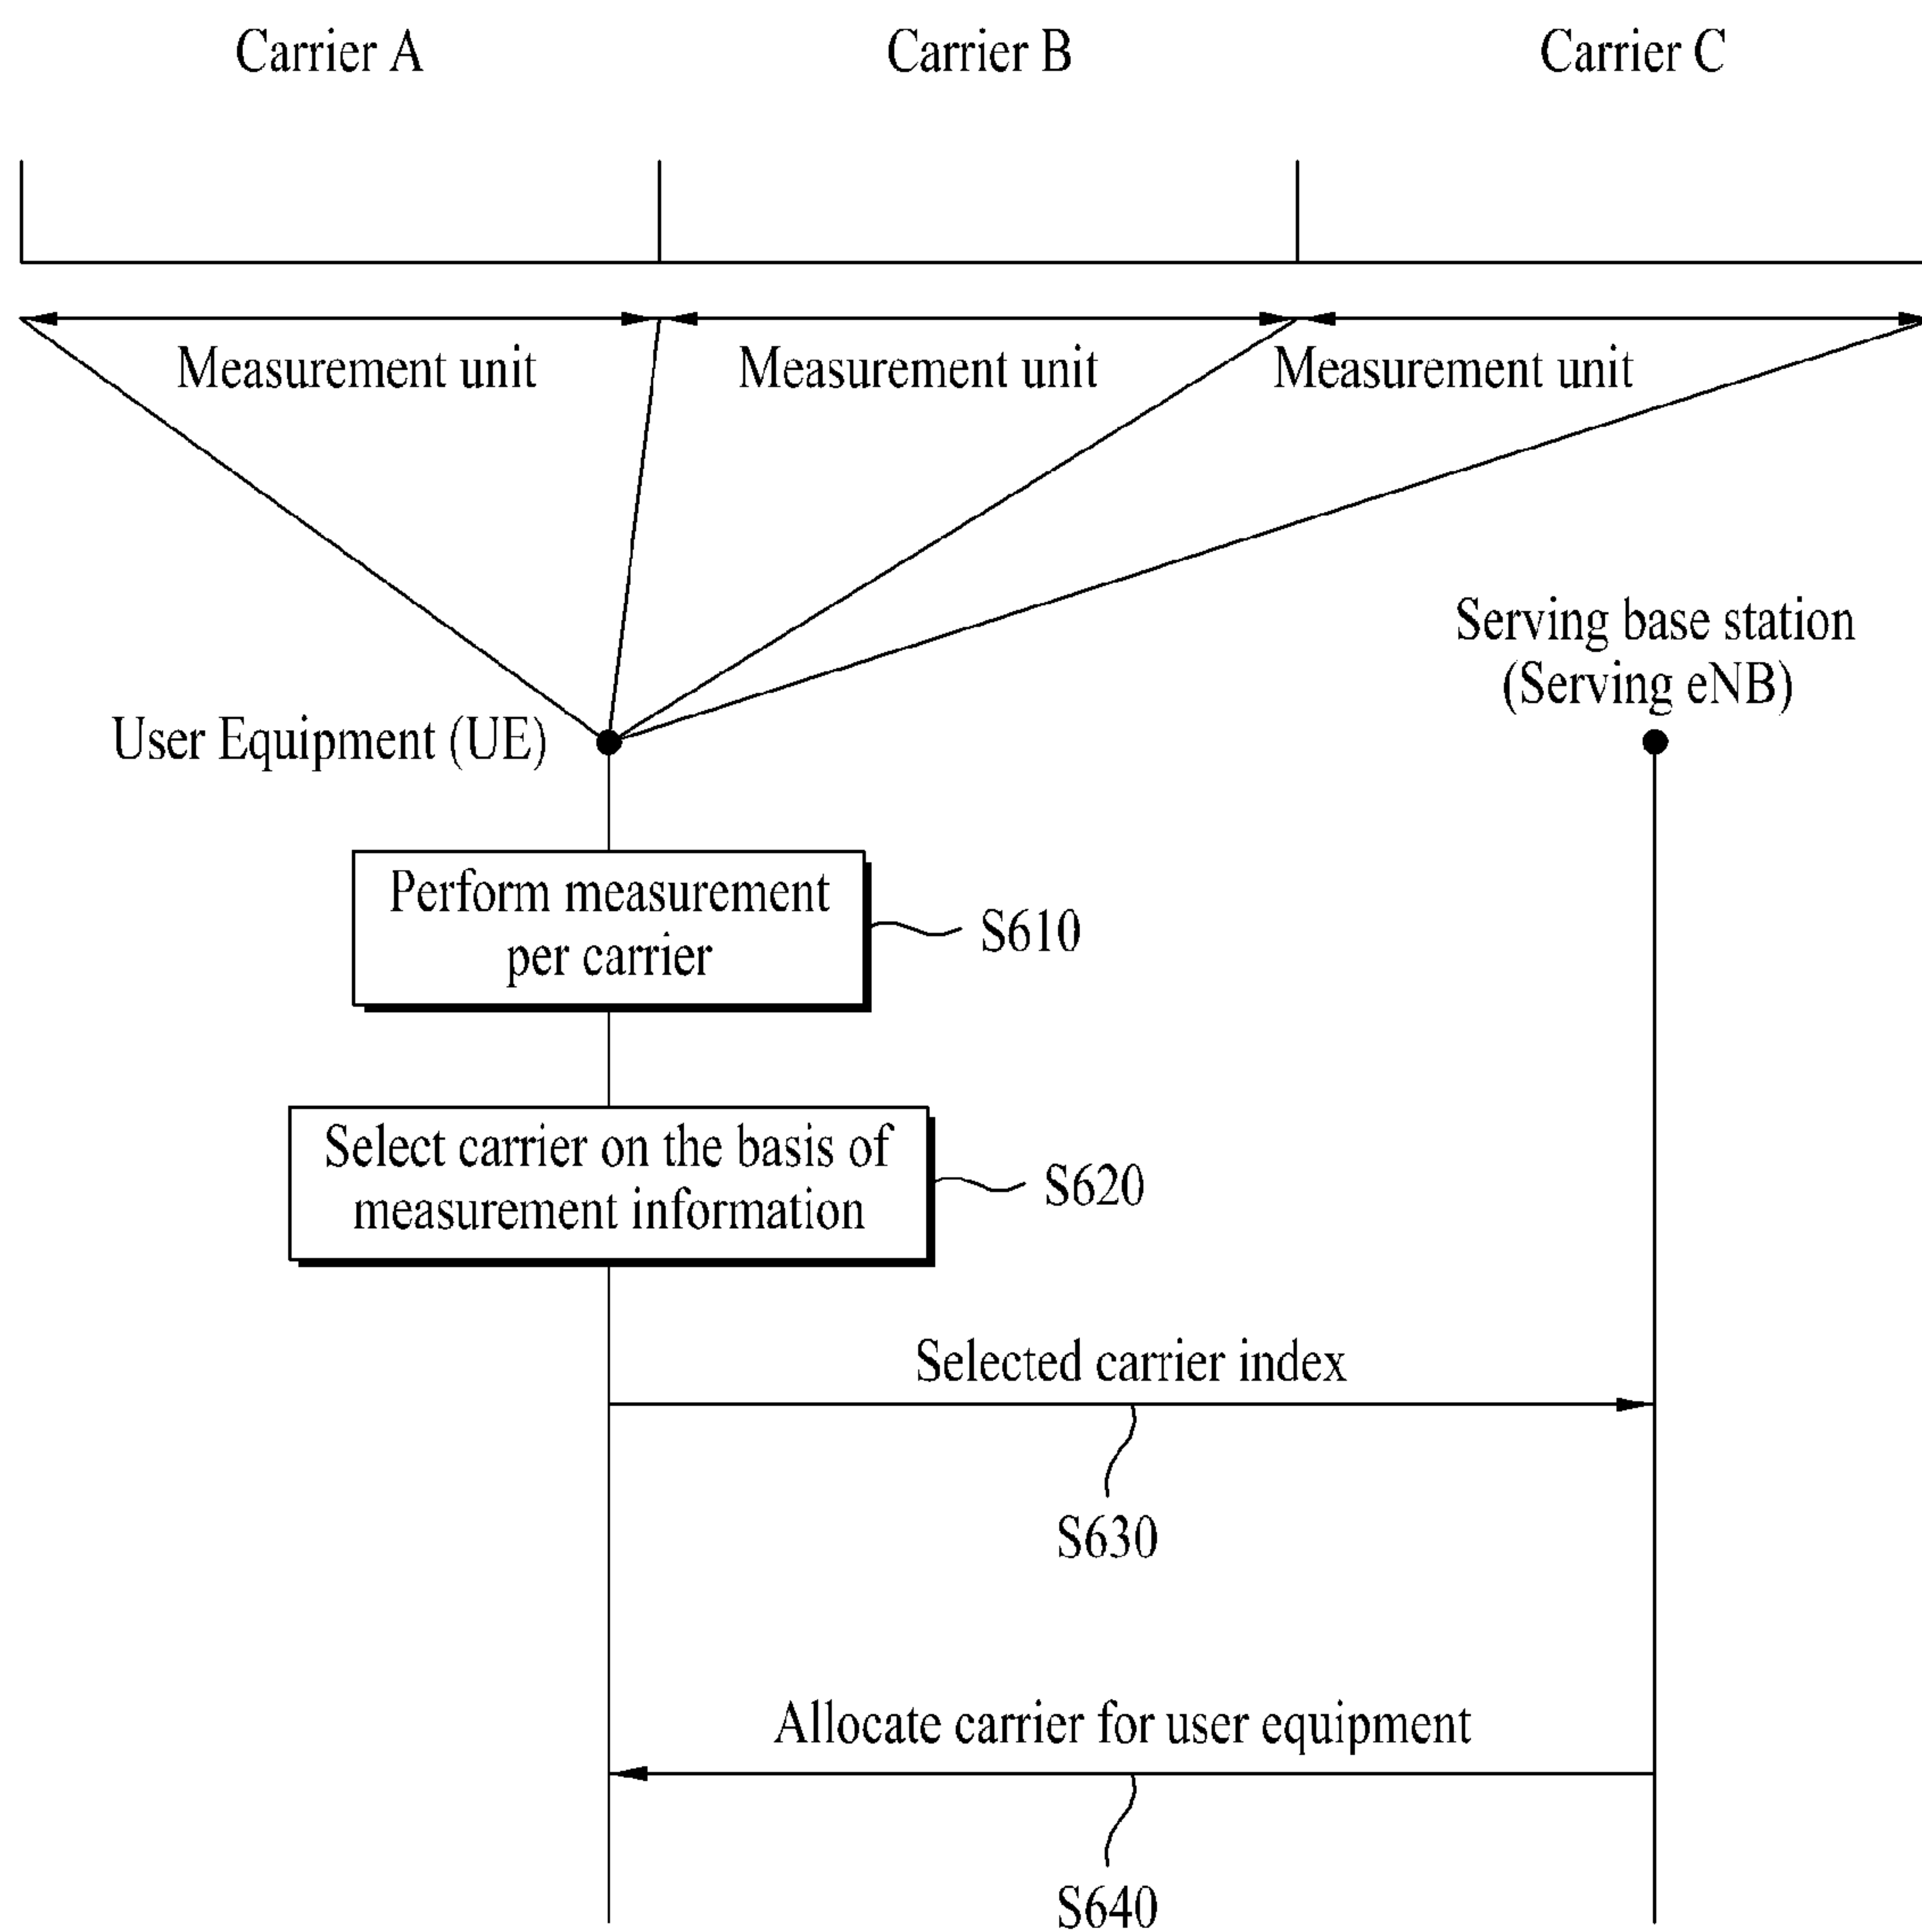 Carrier A
Carrier B
Carrier C
Measurement unit
Measurement unit
Measurement unit
Serving base station
(Serving eNB)
User Equipment (UE)
Perform measurement
per carrier
S610
Select carrier on the basis of
measurement information
S620
Selected carrier index
S630
Allocate carrier for user equipment
S640